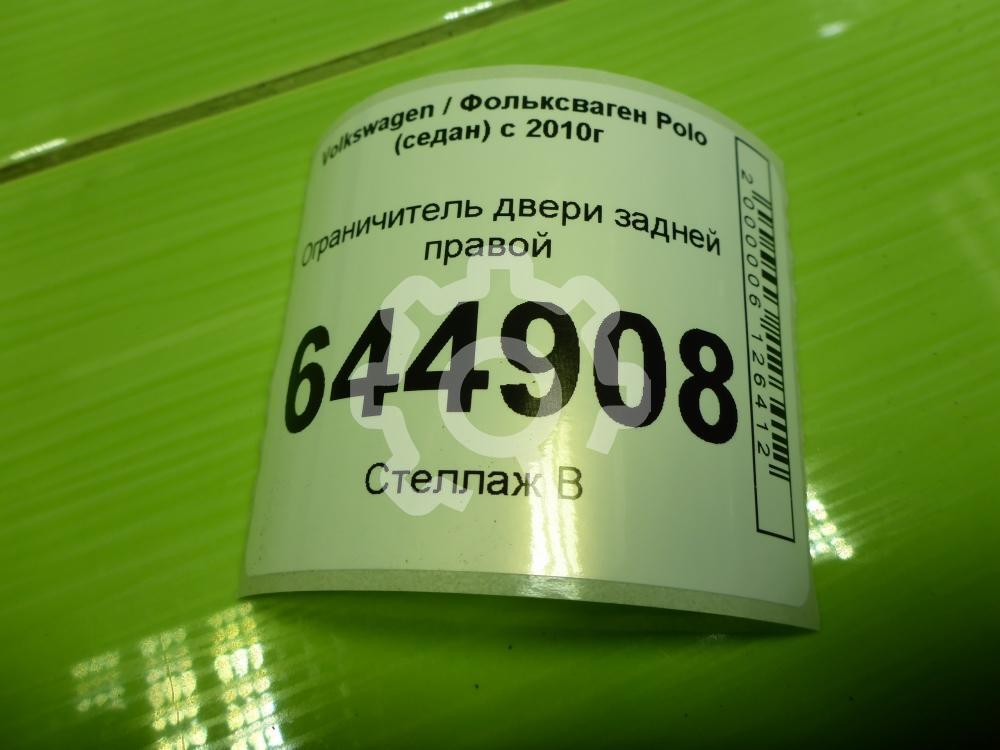 Volkswagen / Фольксваген Polo
(седан) с 2010г
Ограничитель двери задней
правой
644908
Стеллаж В
2000006126412